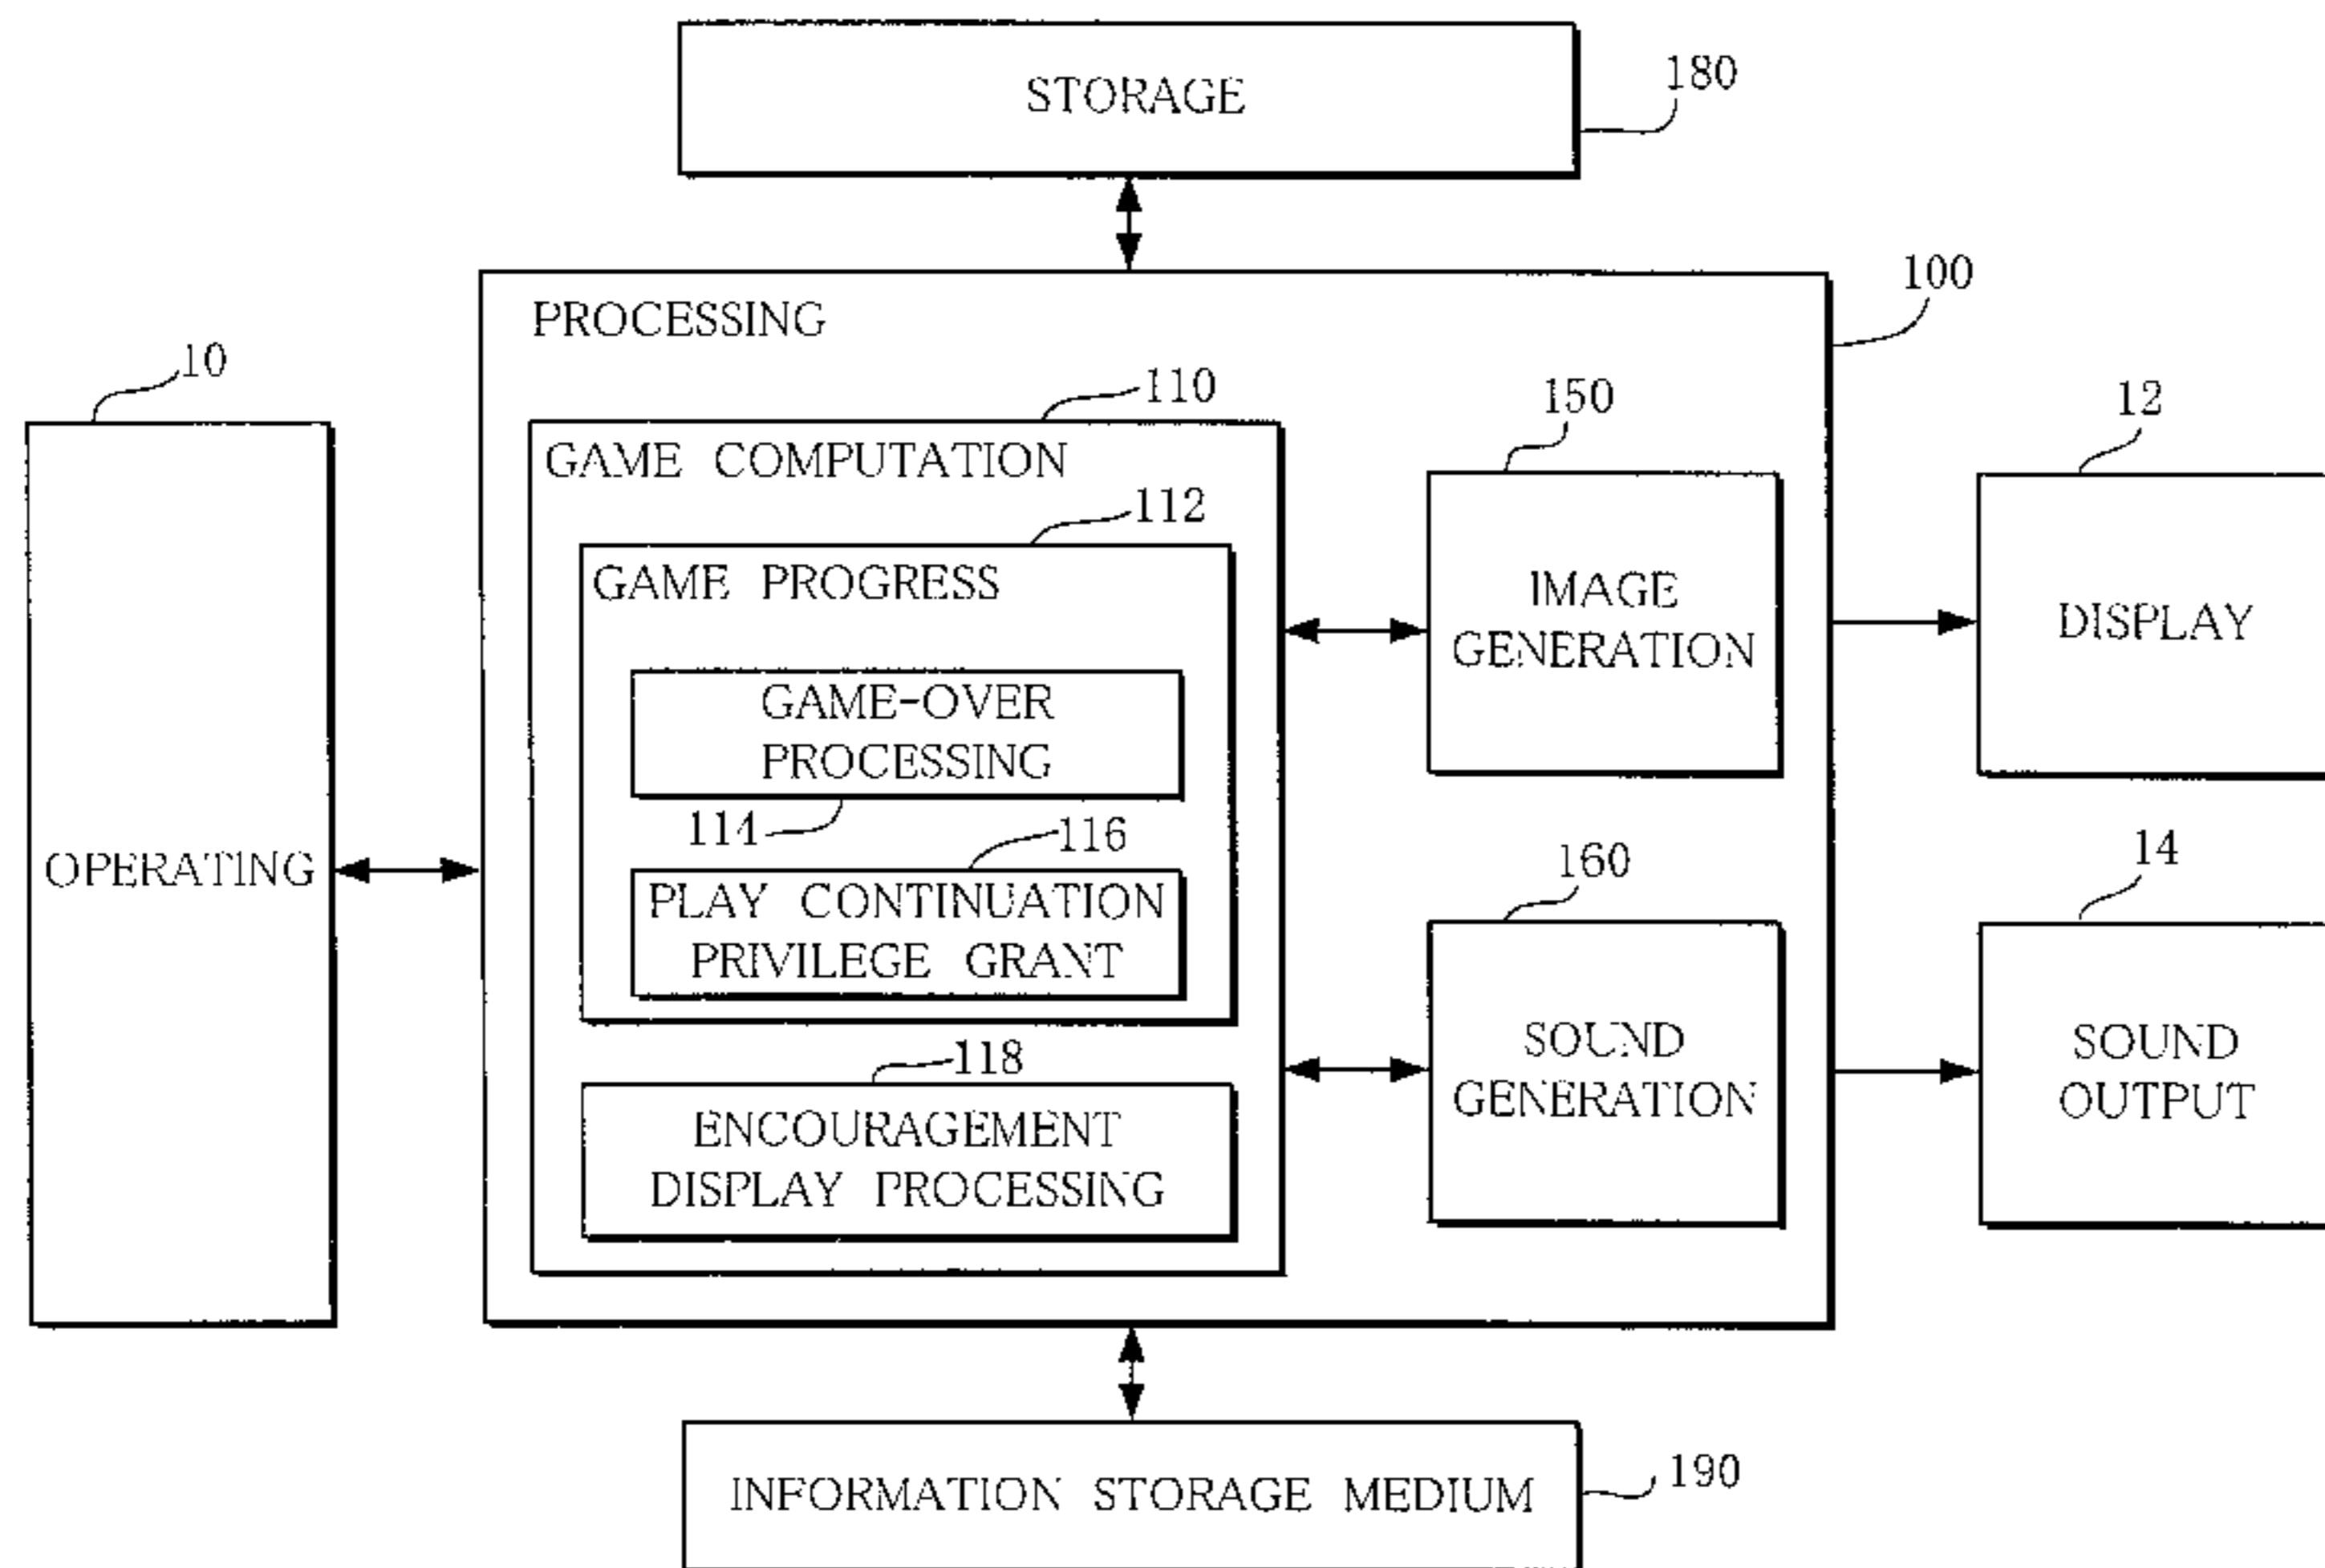 STORAGE
180
PROCESSING
100
10
OPERATING
110
GAME COMPUTATION
112
GAME PROGRESS
GAME-OVER
PROCESSING
114
116
PLAY CONTINUATION
PRIVILEGE GRANT
118
ENCOURAGEMENT
DISPLAY PROCESSING
150
IMAGE
GENERATION
160
SOUND
GENERATION
12
DISPLAY
14
SOUND
OUTPUT
INFORMATION STORAGE MEDIUM
190